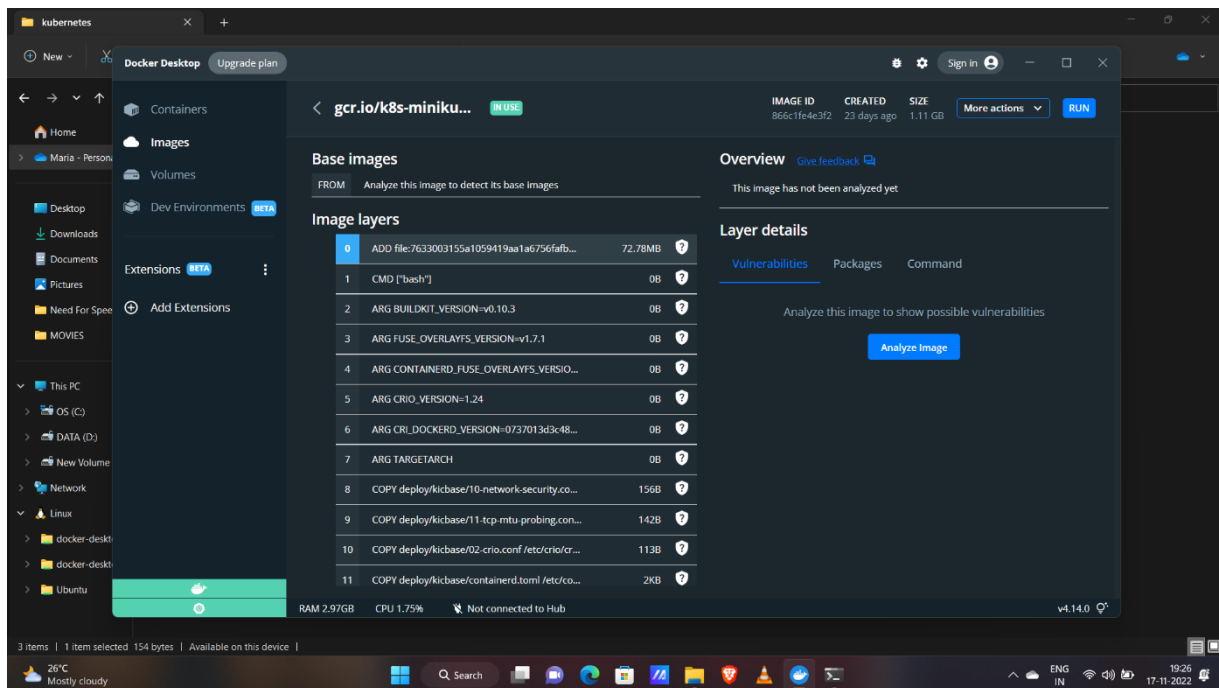 kubernetes
New
Docker Desktop
Upgrade plan
Sign in
Home
Maria - Persona
Desktop
Downloads
Documents
Pictures
Need For Spee
MOVIES
This PC
OS (C:)
DATA (D:)
New Volume
Network
Linux
docker-deskt
docker-deskt
Ubuntu
Containers
Images
Volumes
Dev Environments BETA
Extensions BETA
Add Extensions
gcr.io/k8s-miniku... IN USE
IMAGE ID CREATED SIZE
866c1fe4e3f2 23 days ago 1.11 GB
More actions
RUN
Base images
FROM Analyze this image to detect its base images
Image layers
0 ADD file:7633003155a1059419aa1a6756fafb... 72.78MB
1 CMD ["bash"] 0B
2 ARG BUILDKIT_VERSION=v0.10.3 0B
3 ARG FUSE_OVERLAYFS_VERSION=v1.7.1 0B
4 ARG CONTAINERD_FUSE_OVERLAYFS_VERSIO... 0B
5 ARG CRIO_VERSION=1.24 0B
6 ARG CRI_DOCKERD_VERSION=0737013d3c48... 0B
7 ARG TARGETARCH 0B
8 COPY deploy/kicbase/10-network-security.co... 156B
9 COPY deploy/kicbase/11-tcp-mtu-probing.con... 142B
10 COPY deploy/kicbase/02-crio.conf /etc/crio/cr... 113B
11 COPY deploy/kicbase/containerd.toml /etc/co... 2KB
Overview Give feedback
This image has not been analyzed yet
Layer details
Vulnerabilities Packages Command
Analyze this image to show possible vulnerabilities
Analyze Image
RAM 2.97GB CPU 1.75% Not connected to Hub v4.14.0
3 items | 1 item selected 154 bytes | Available on this device |
26°C
Mostly cloudy
Search
ENG
IN
19:26
17-11-2022